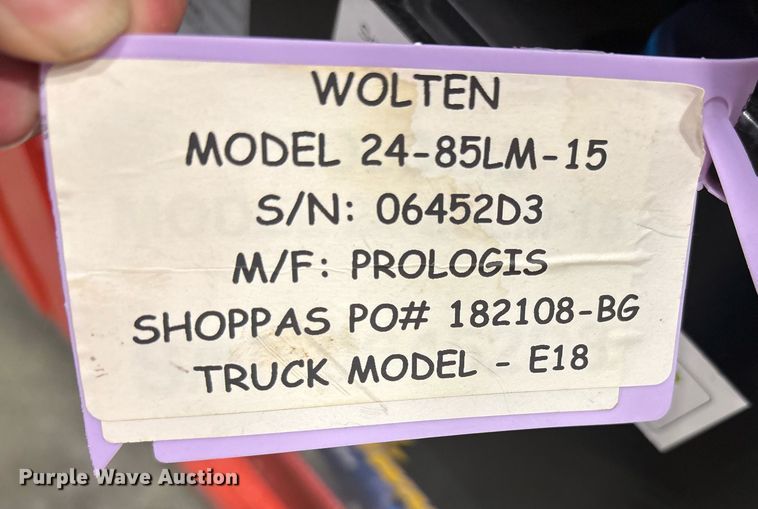 WOLTEN
MODEL 24-85LM-15
S/N: 06452D3
M/F: PROLOGIS
SHOPPAS PO# 182108-BG
TRUCK MODEL - E18
Purple Wave Auction